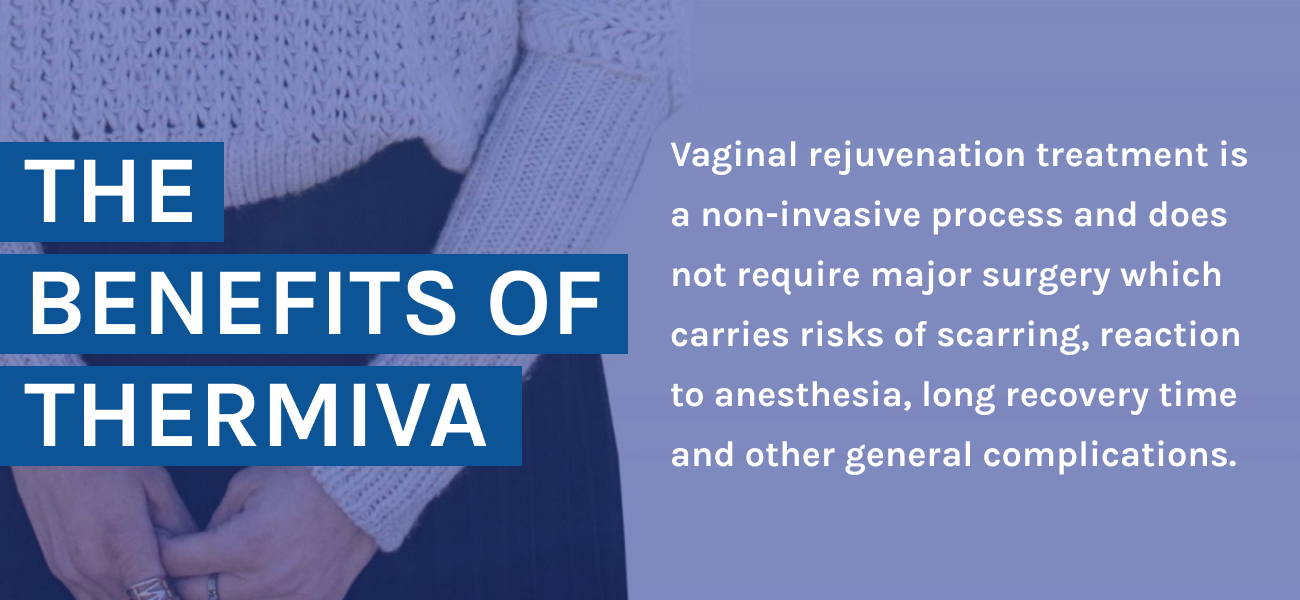 THE
BENEFITS OF
THERMIVA
Vaginal rejuvenation treatment is
a non-invasive process and does
not require major surgery which
carries risks of scarring, reaction
to anesthesia, long recovery time
and other general complications.